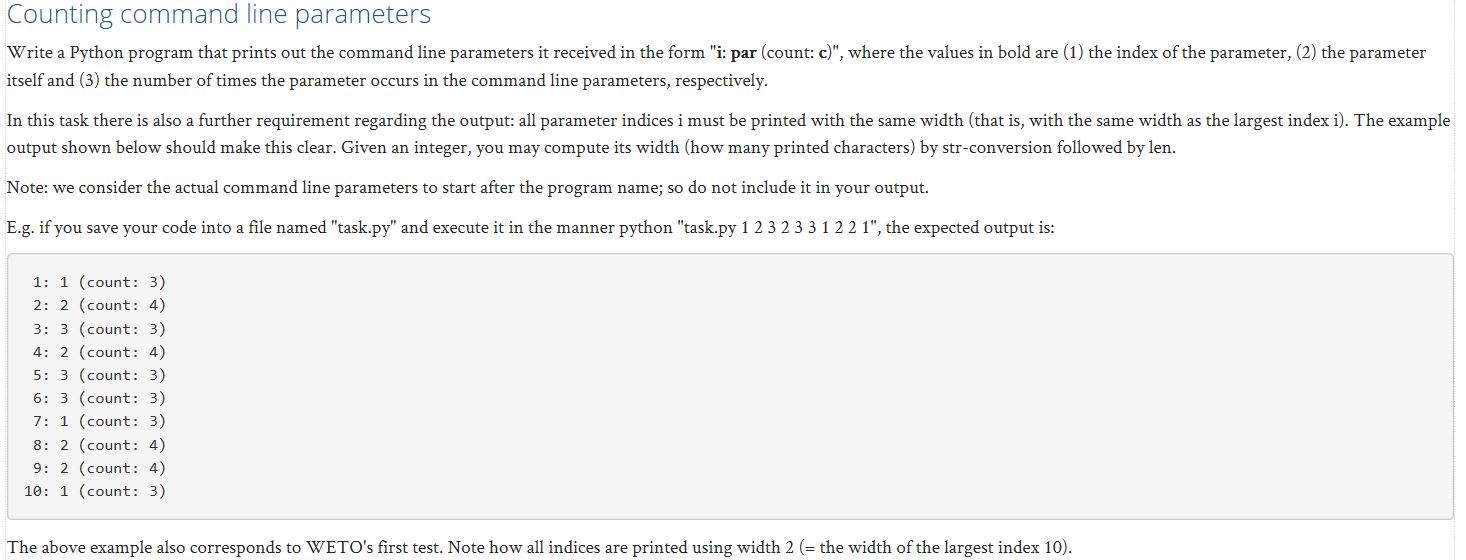 Counting command line parameters
Write a Python program that prints out the command line parameters it received in the form "i: par (count: c)", where the values in bold are (1) the index of the parameter, (2) the parameter
itself and (3) the number of times the parameter occurs in the command line parameters, respectively.
In this task there is also a further requirement regarding the output: all parameter indices i must be printed with the same width (that is, with the same width as the largest index i). The example
output shown below should make this clear. Given an integer, you may compute its width (how many printed characters) by str-conversion followed by len.
Note: we consider the actual command line parameters to start after the program name; so do not include it in your output.
E.g. if you save your code into a file named "task.py" and execute it in the manner python "task.py 1 2 3 2 3 3 1 2 2 1", the expected output is:
1: 1 (count: 3)
2: 2 (count: 4)
3: 3 (count: 3)
4: 2 (count: 4)
5: 3 (count: 3)
6: 3 (count: 3)
7: 1 (count: 3)
8: 2 (count: 4)
9: 2 (count: 4)
10: 1 (count: 3)
The above example also corresponds to WETO's first test. Note how all indices are printed using width 2 (= the width of the largest index 10).